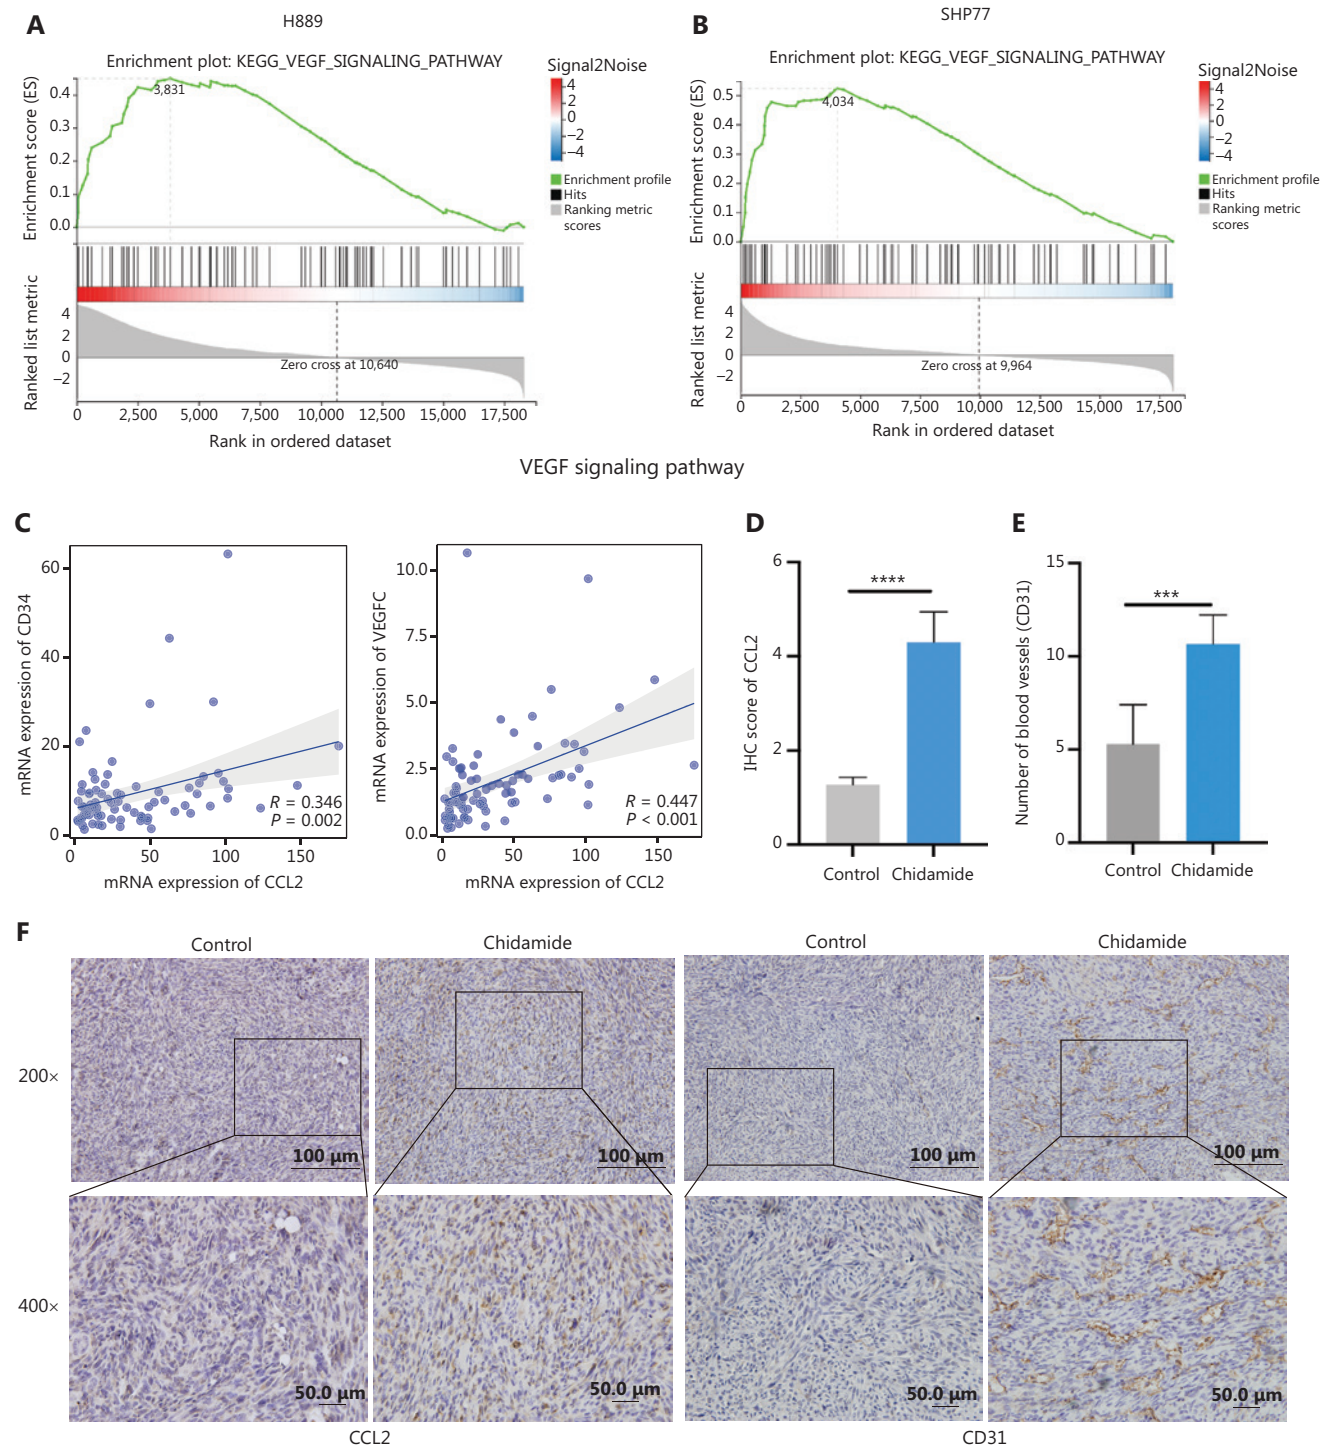 A
H889
Enrichment plot: KEGG_VEGF_SIGNALING_PATHWAY
Enrichment score (ES)
0.4
0.3
0.2
0.1
0.0
3,831
Signal2Noise
4
2
0
−2
−4
Enrichment profile
Hits
Ranking metric
scores
Ranked list metric
4
2
0
−2
Zero cross at 10,640
0 2,500 5,000 7,500 10,000 12,500 15,000 17,500
Rank in ordered dataset
B
SHP77
Enrichment plot: KEGG_VEGF_SIGNALING_PATHWAY
Enrichment score (ES)
0.5
0.4
0.3
0.2
0.1
0.0
4,034
Signal2Noise
4
2
0
−2
−4
Enrichment profile
Hits
Ranking metric
scores
Ranked list metric
4
2
0
−2
Zero cross at 9,964
0 2,500 5,000 7,500 10,000 12,500 15,000 17,500
Rank in ordered dataset
VEGF signaling pathway
C
mRNA expression of CD34
60
40
20
0
R = 0.346
P = 0.002
0 50 100 150
mRNA expression of CCL2
mRNA expression of VEGFC
10.0
7.5
5.0
2.5
0.0
R = 0.447
P < 0.001
0 50 100 150
mRNA expression of CCL2
D
IHC score of CCL2
6
4
2
0
****
Control Chidamide
E
Number of blood vessels (CD31)
15
10
5
0
***
Control Chidamide
F
Control Chidamide Control Chidamide
200×
100 µm 100 µm 100 µm 100 µm
400×
50.0 µm 50.0 µm 50.0 µm 50.0 µm
CCL2 CD31